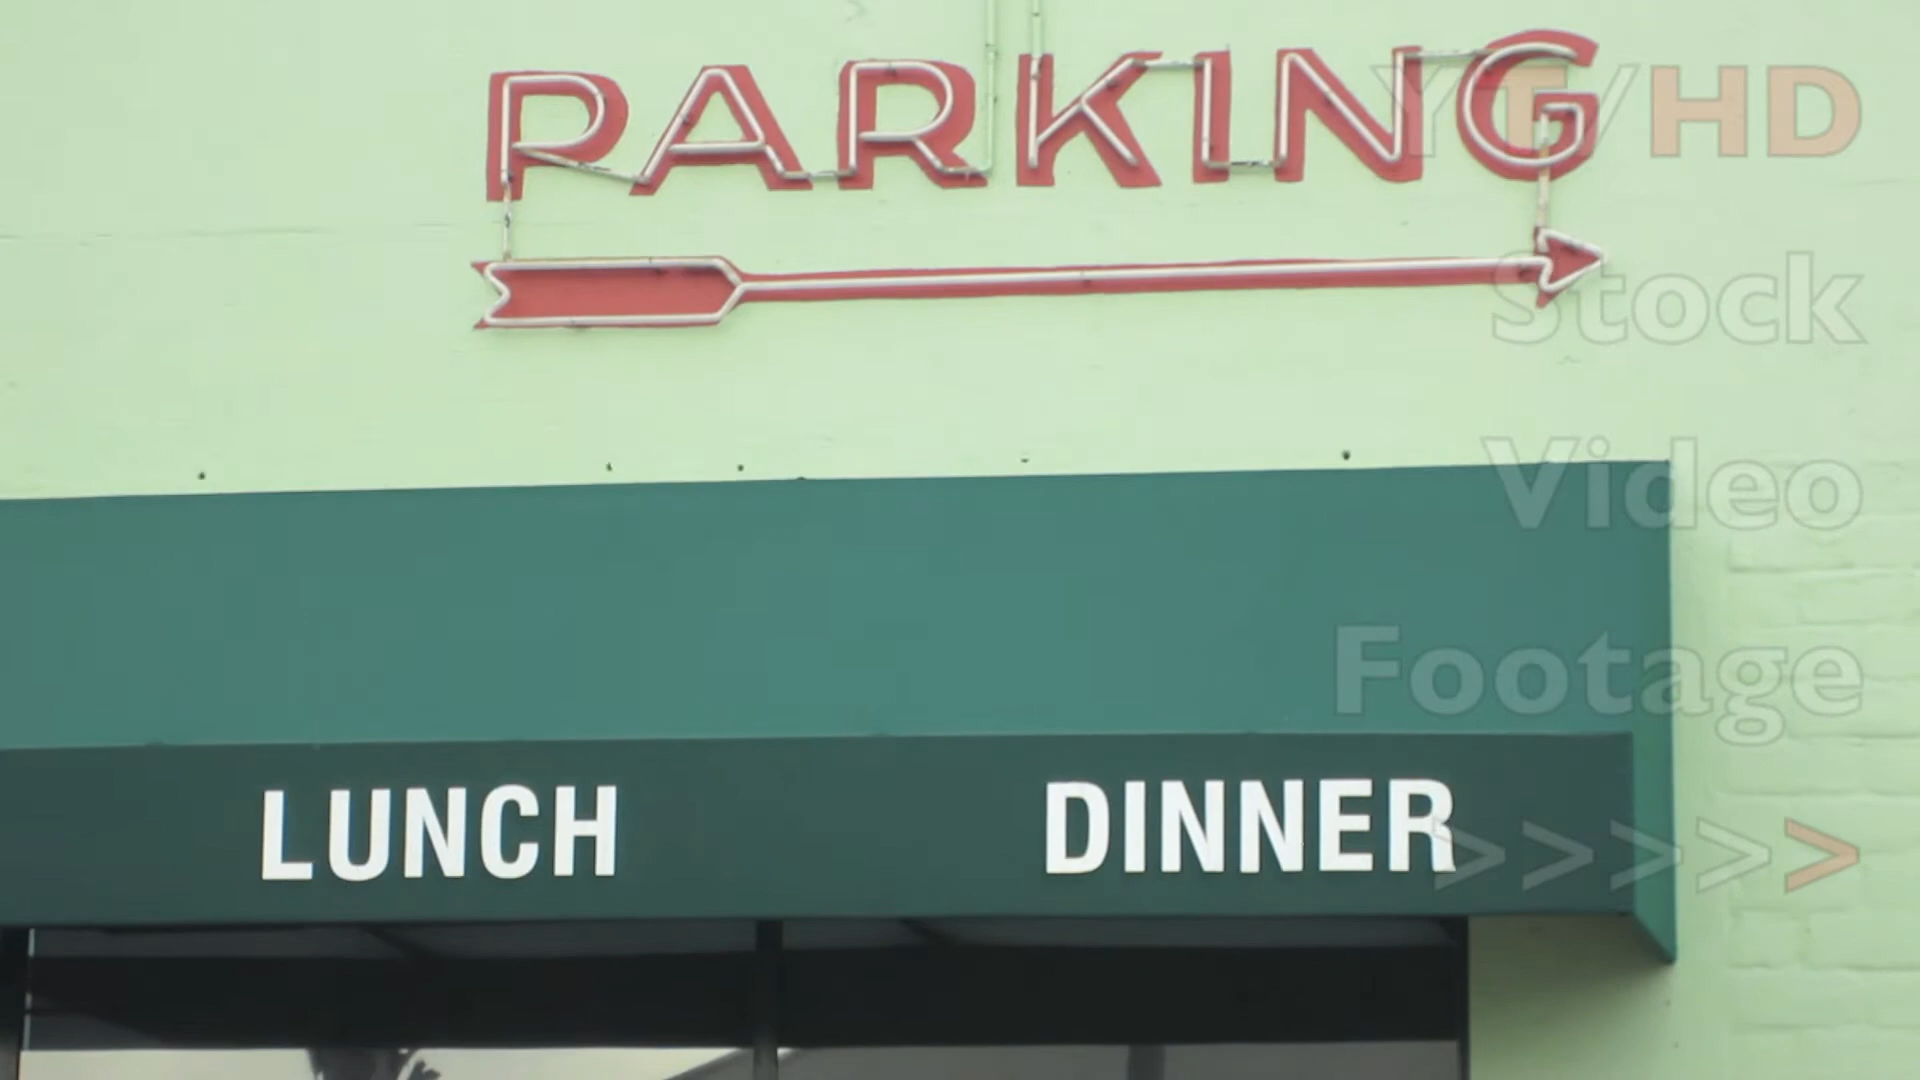 PARKING
YT/HD
Stock
Video
Footage
LUNCH DINNER
>>>>>